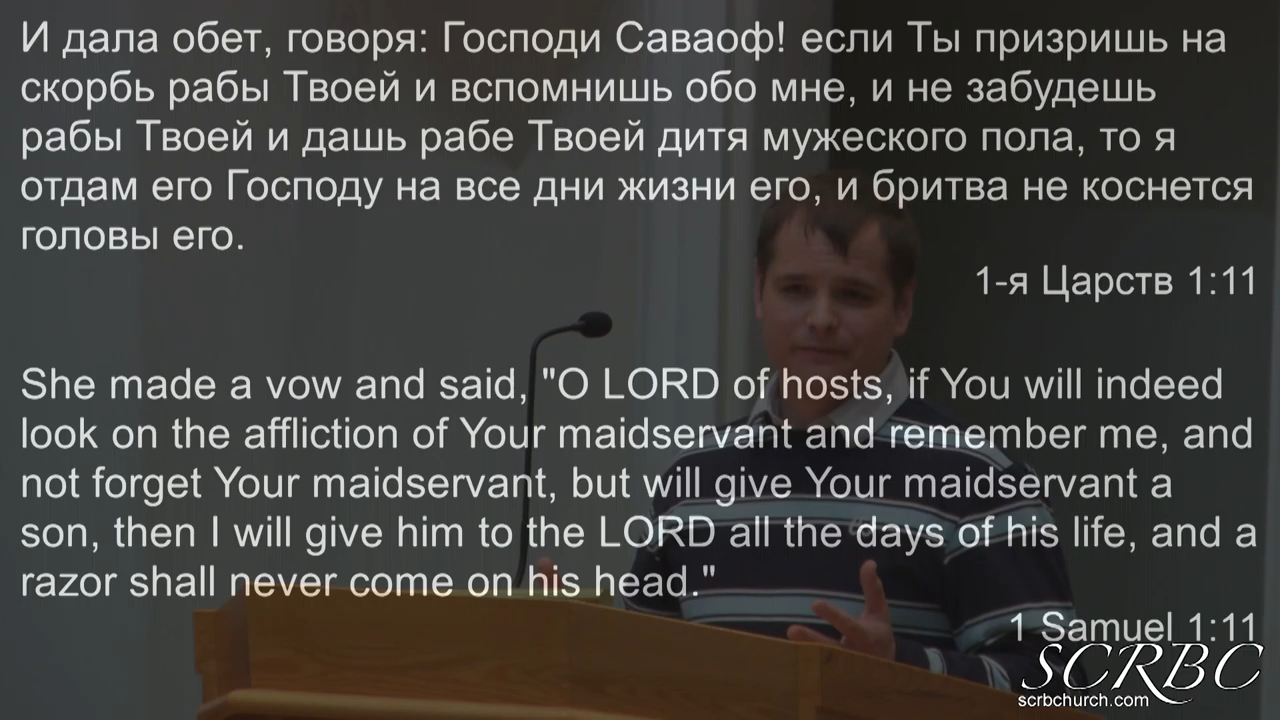 И дала обет, говоря: Господи Саваоф! если Ты призришь на
скорбь рабы Твоей и вспомнишь обо мне, и не забудешь
рабы Твоей и дашь рабе Твоей дитя мужеского пола, то я
отдам его Господу на все дни жизни его, и бритва не коснется
головы его.
1-я Царств 1:11
She made a vow and said, "O LORD of hosts, if You will indeed
look on the affliction of Your maidservant and remember me, and
not forget Your maidservant, but will give Your maidservant a
son, then I will give him to the LORD all the days of his life, and a
razor shall never come on his head."
1 Samuel 1:11
SCRBC
scrbchurch.com